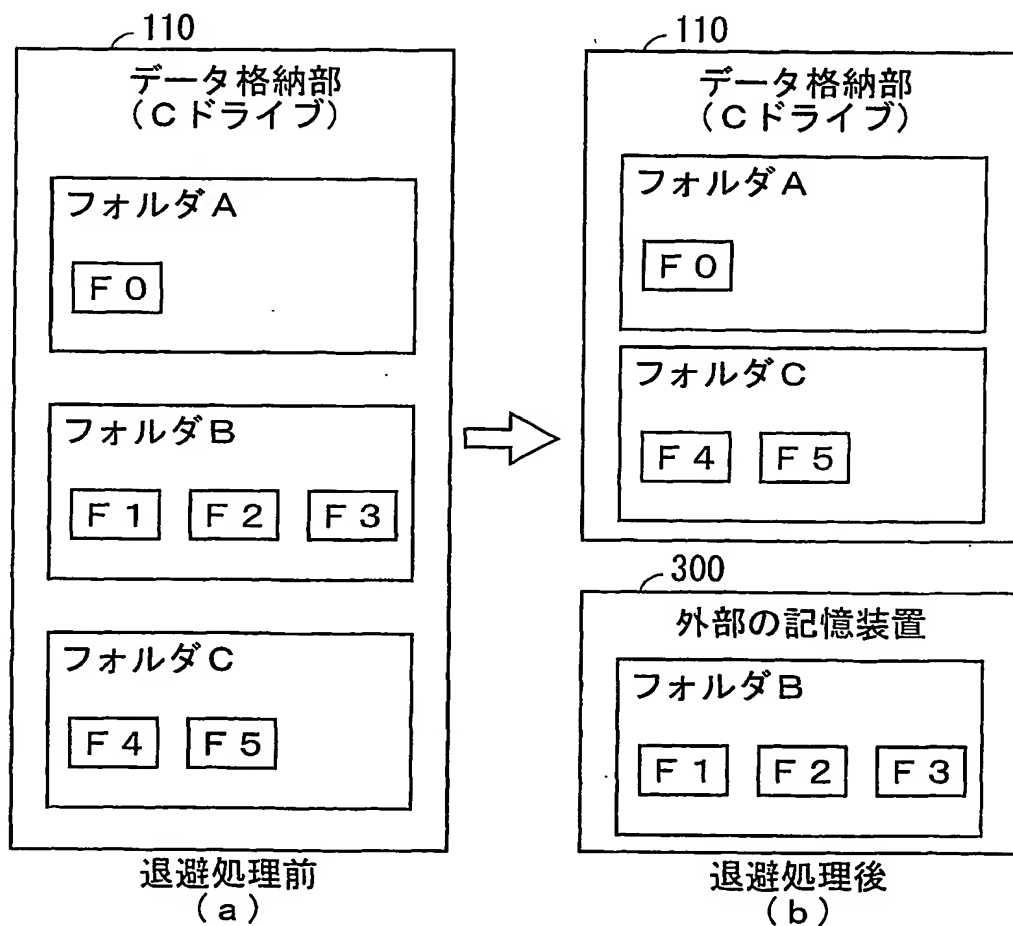 110
データ格納部
(Cドライブ)
フォルダA
F0
フォルダB
F1 F2 F3
フォルダC
F4 F5
退避処理前
(a)
110
データ格納部
(Cドライブ)
フォルダA
F0
フォルダC
F4 F5
300
外部の記憶装置
フォルダB
F1 F2 F3
退避処理後
(b)